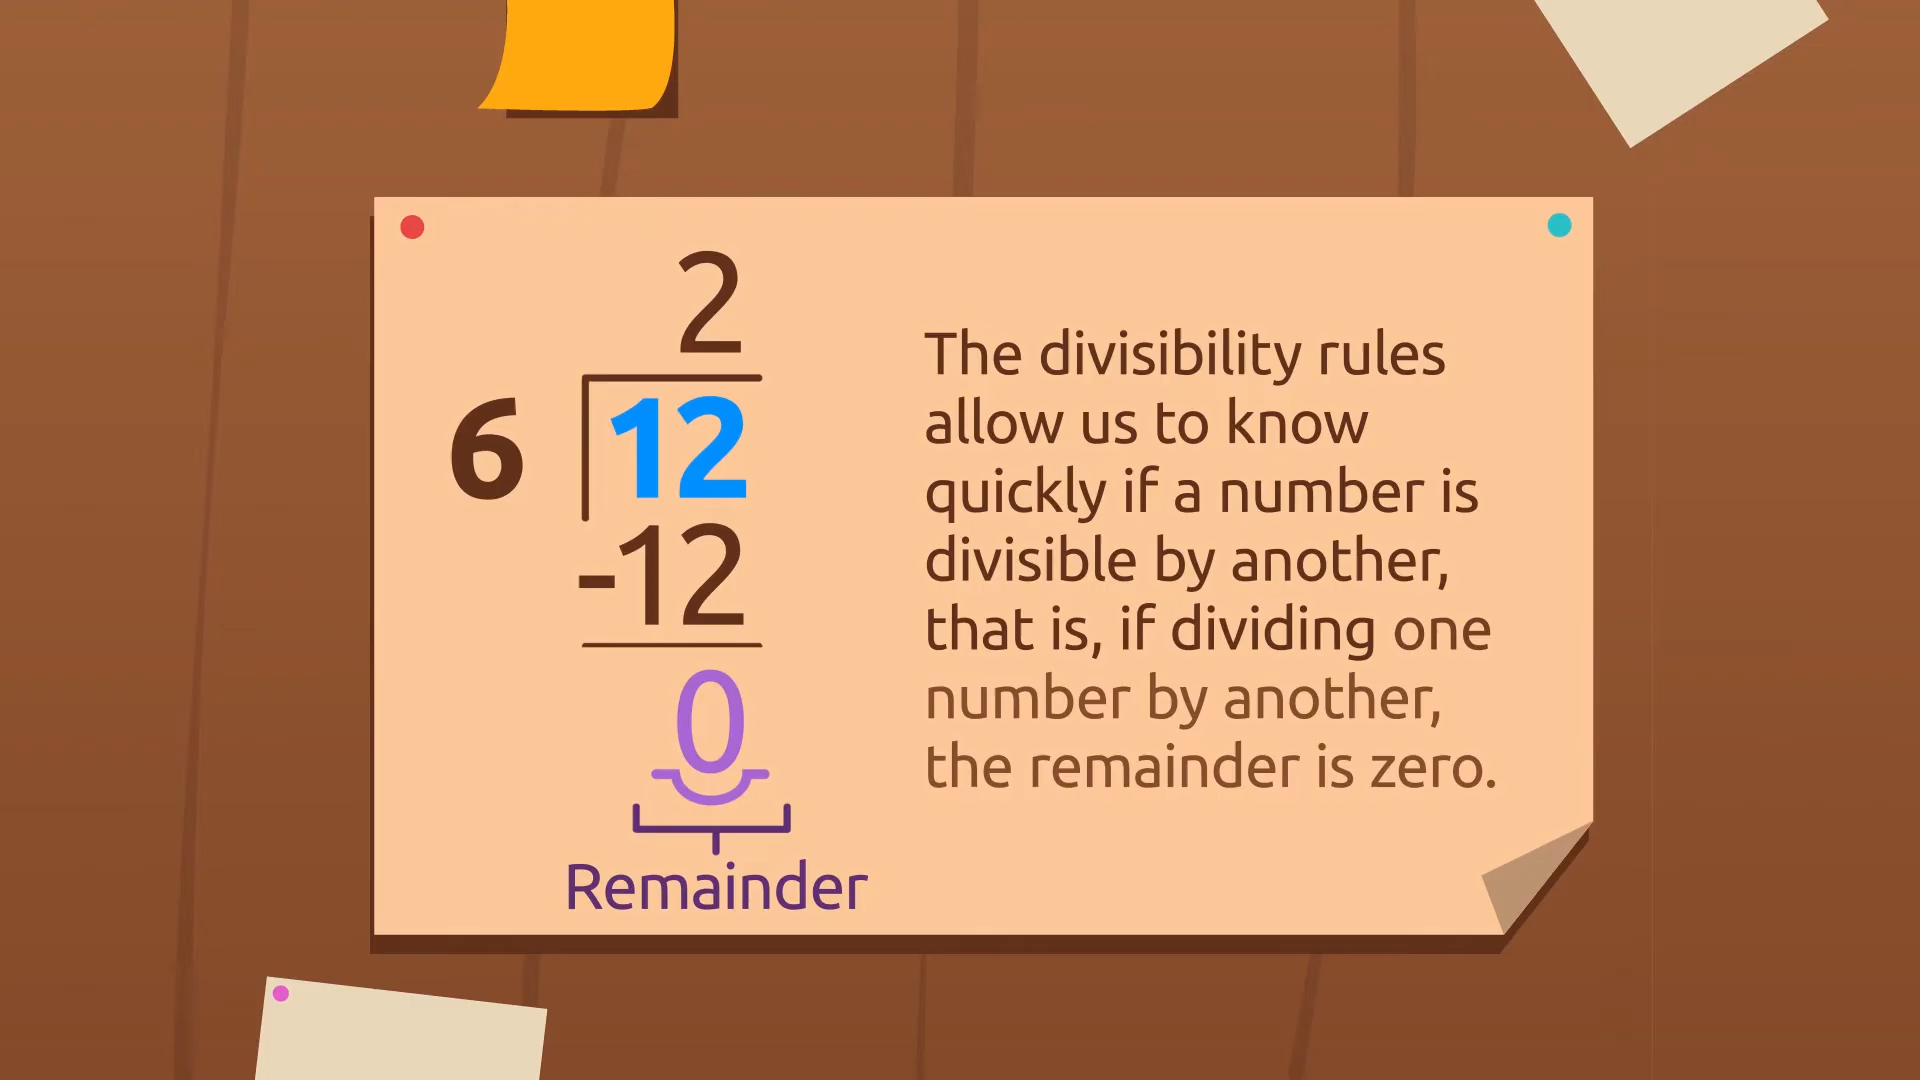 2
6 12
-12
0
Remainder
The divisibility rules
allow us to know
quickly if a number is
divisible by another,
that is, if dividing one
number by another,
the remainder is zero.